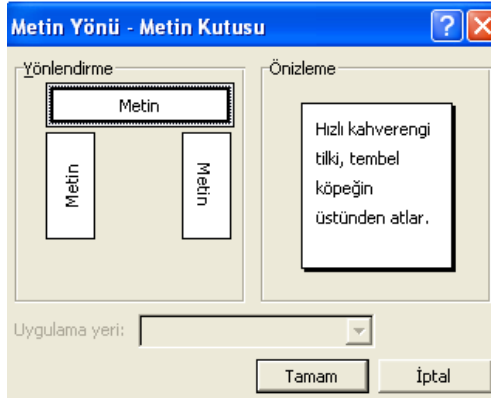 Metin Yönü - Metin Kutusu
Yönlendirme
Önizleme
Metin
Metin
Metin
Hızlı kahverengi
tilki, tembel
köpeğin
üstünden atlar.
Uygulama yeri:
Tamam
İptal